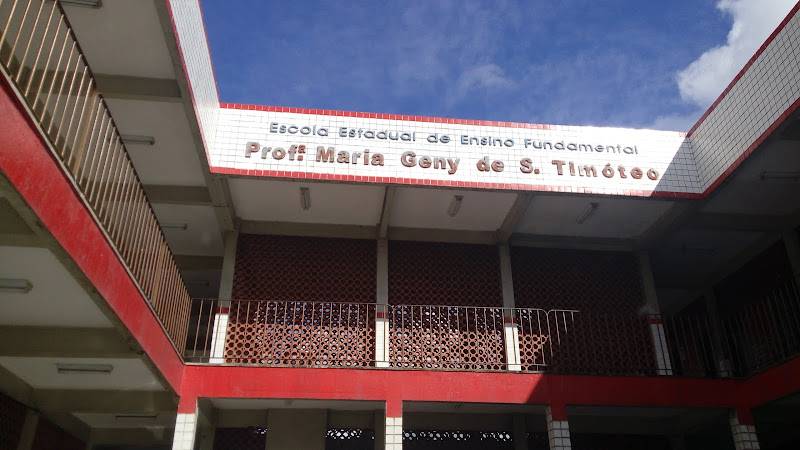 Escola Estadual de Ensino Fundamental
Profª. Maria Geny de S. Timóteo